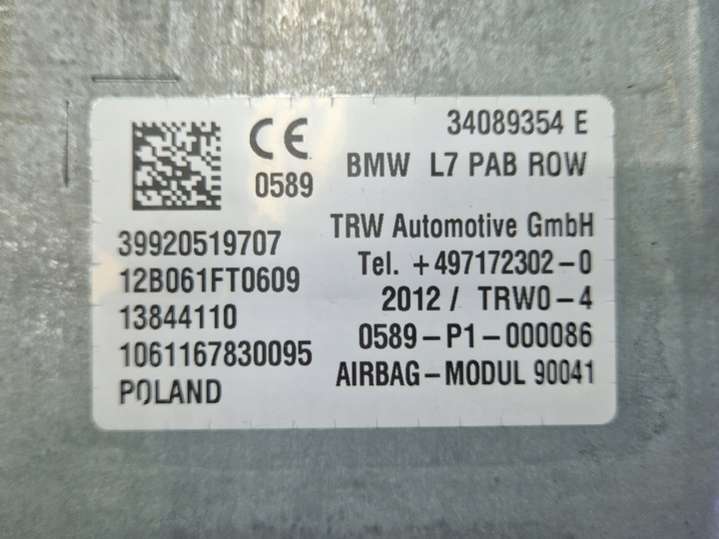 CE
0589
34089354 E
BMW L7 PAB ROW
39920519707
12B061FT0609
13844110
1061167830095
POLAND
TRW Automotive GmbH
Tel. +497172302-0
2012/ TRW0-4
0589-P1-000086
AIRBAG-MODUL 90041